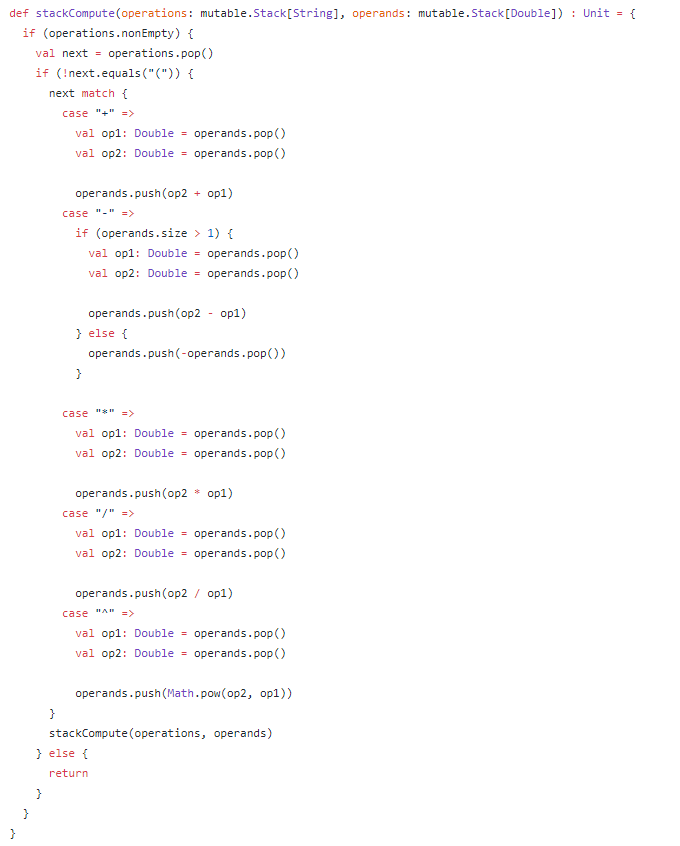 def stackCompute(operations: mutable.Stack[String], operands: mutable.Stack[Double]) : Unit = {
  if (operations.nonEmpty) {
    val next = operations.pop()
    if (!next.equals("(")) {
      next match {
        case "+" =>
          val op1: Double = operands.pop()
          val op2: Double = operands.pop()

          operands.push(op2 + op1)
        case "-" =>
          if (operands.size > 1) {
            val op1: Double = operands.pop()
            val op2: Double = operands.pop()

            operands.push(op2 - op1)
          } else {
            operands.push(-operands.pop())
          }

        case "*" =>
          val op1: Double = operands.pop()
          val op2: Double = operands.pop()

          operands.push(op2 * op1)
        case "/" =>
          val op1: Double = operands.pop()
          val op2: Double = operands.pop()

          operands.push(op2 / op1)
        case "^" =>
          val op1: Double = operands.pop()
          val op2: Double = operands.pop()

          operands.push(Math.pow(op2, op1))
      }
      stackCompute(operations, operands)
    } else {
      return
    }
  }
}